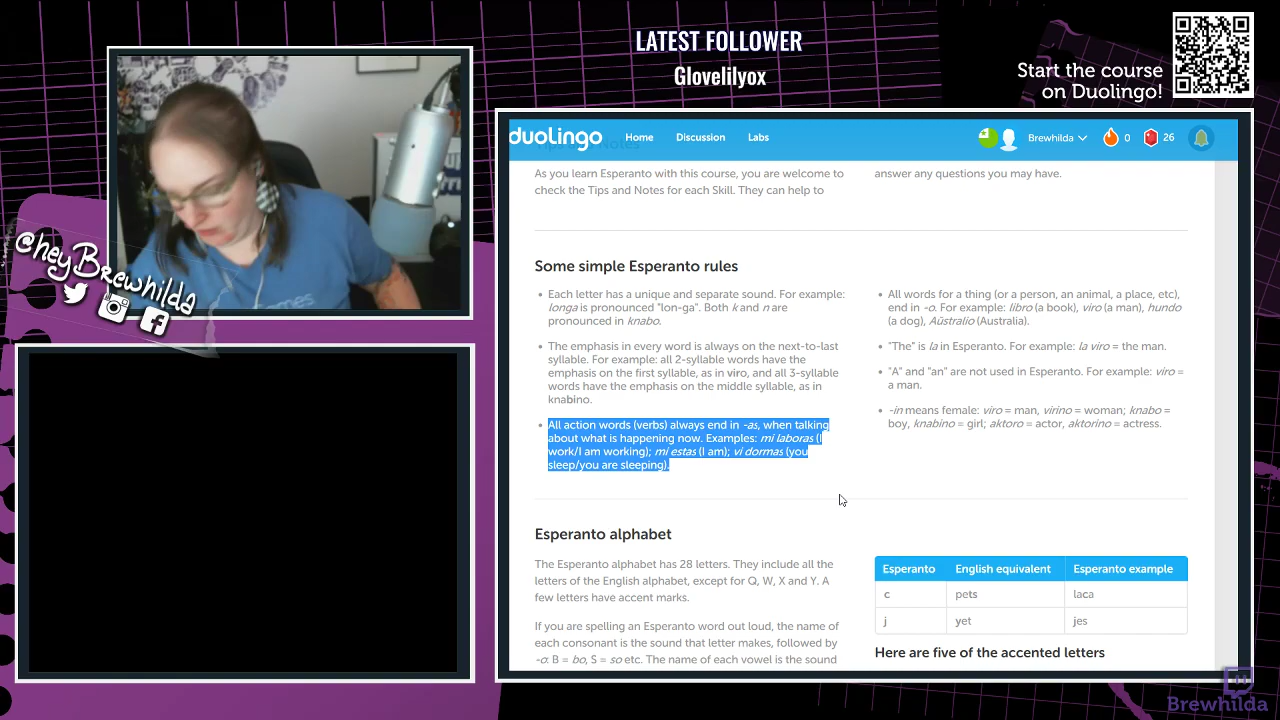 LATEST FOLLOWER
Glovelilyox
Start the course
on Duolingo!
@heyBrewhilda
duolingo Home Discussion Labs Brewhilda 0 26
Tips and Notes
As you learn Esperanto with this course, you are welcome to
check the Tips and Notes for each Skill. They can help to
answer any questions you may have.
Some simple Esperanto rules
• Each letter has a unique and separate sound. For example:
longa is pronounced "lon-ga". Both k and n are
pronounced in knabo.
• The emphasis in every word is always on the next-to-last
syllable. For example: all 2-syllable words have the
emphasis on the first syllable, as in viro, and all 3-syllable
words have the emphasis on the middle syllable, as in
knabino.
• All action words (verbs) always end in -as, when talking
about what is happening now. Examples: mi laboras (I
work/I am working); mi estas (I am); vi dormas (you
sleep/you are sleeping).
• All words for a thing (or a person, an animal, a place, etc),
end in -o. For example: libro (a book), viro (a man), hundo
(a dog), Aŭstralio (Australia).
• "The" is la in Esperanto. For example: la viro = the man.
• "A" and "an" are not used in Esperanto. For example: viro =
a man.
• -in means female: viro = man, virino = woman; knabo =
boy, knabino = girl; aktoro = actor, aktorino = actress.
Esperanto alphabet
The Esperanto alphabet has 28 letters. They include all the
letters of the English alphabet, except for Q, W, X and Y. A
few letters have accent marks.
If you are spelling an Esperanto word out loud, the name of
each consonant is the sound that letter makes, followed by
-o: B = bo, S = so etc. The name of each vowel is the sound
Esperanto English equivalent Esperanto example
c pets laca
j yet jes
Here are five of the accented letters
Brewhilda